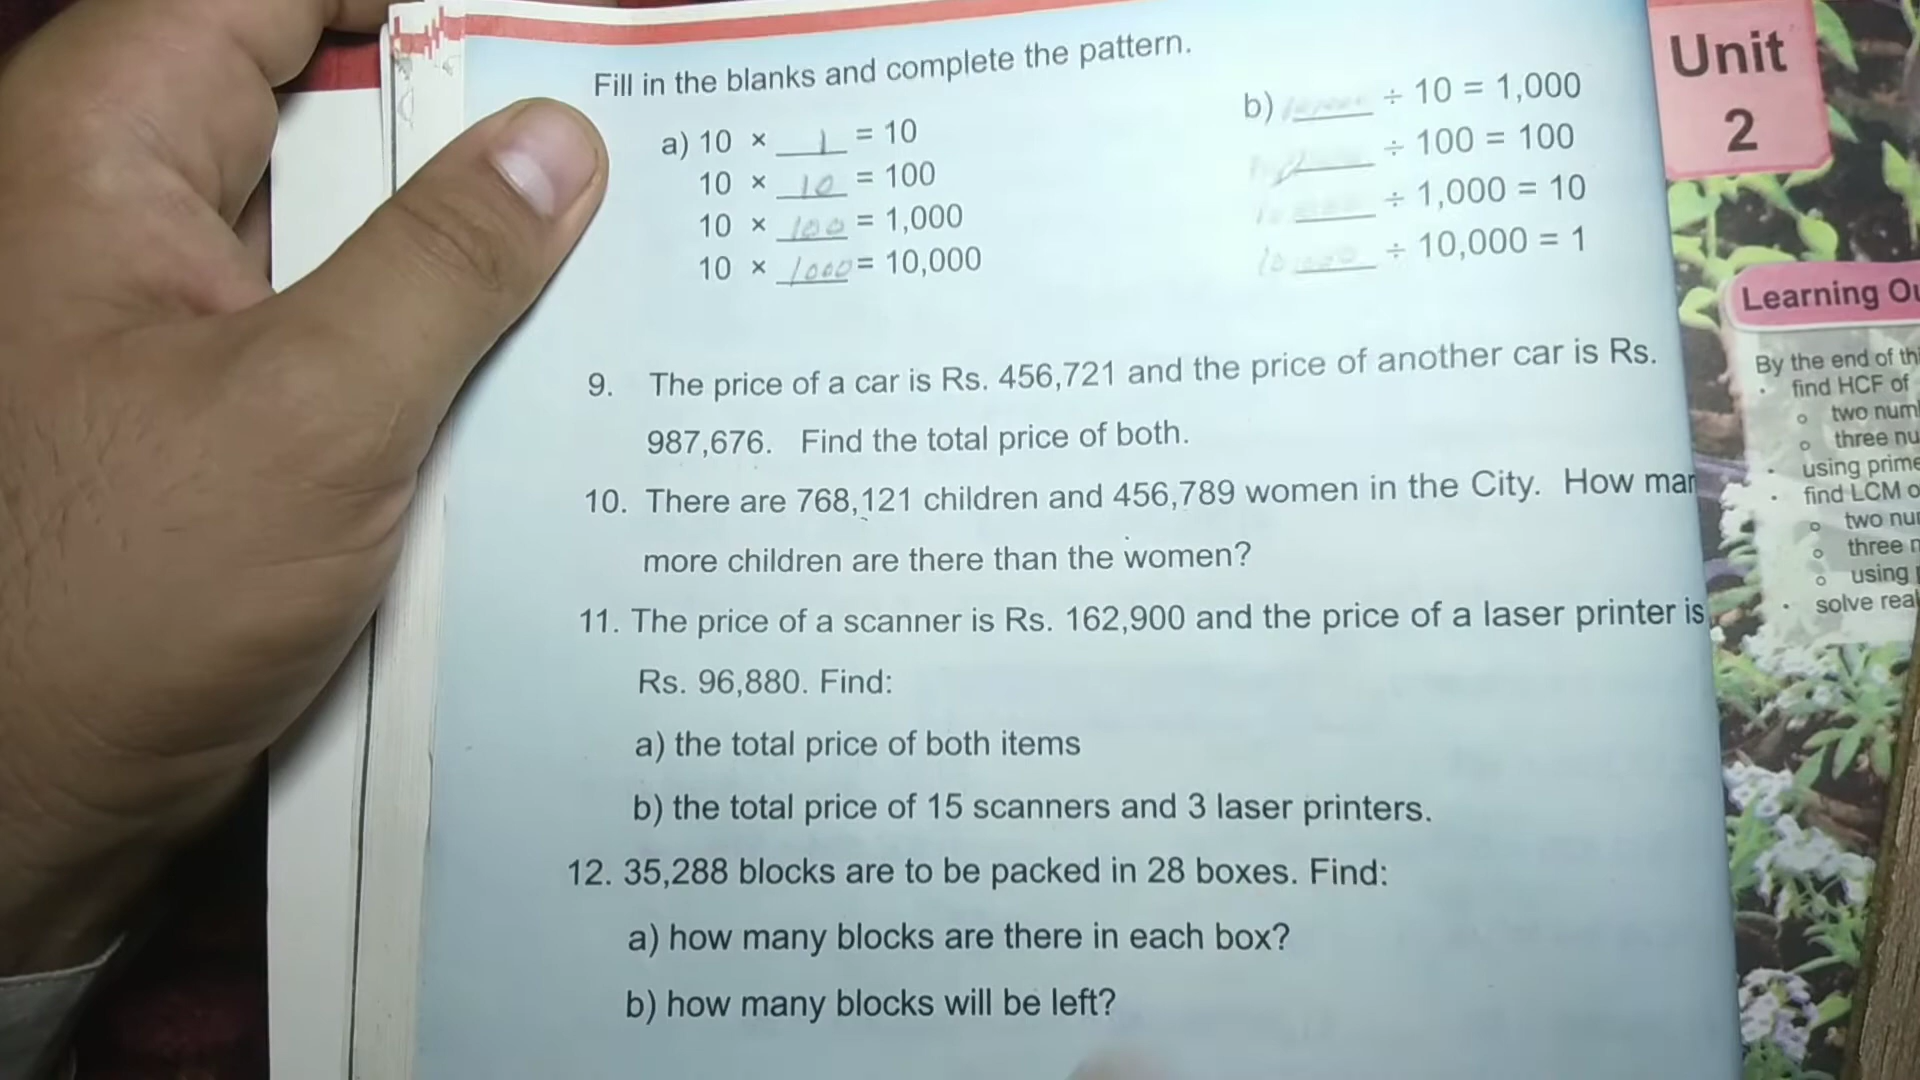 Fill in the blanks and complete the pattern.
a) 10 × 1 = 10
10 × 10 = 100
10 × 100 = 1,000
10 × 1000 = 10,000
b) ____ ÷ 10 = 1,000
____ ÷ 100 = 100
____ ÷ 1,000 = 10
____ ÷ 10,000 = 1
9. The price of a car is Rs. 456,721 and the price of another car is Rs.
987,676. Find the total price of both.
10. There are 768,121 children and 456,789 women in the City. How
more children are there than the women?
11. The price of a scanner is Rs. 162,900 and the price of a laser printer is
Rs. 96,880. Find:
a) the total price of both items
b) the total price of 15 scanners and 3 laser printers.
12. 35,288 blocks are to be packed in 28 boxes. Find:
a) how many blocks are there in each box?
b) how many blocks will be left?
Unit
2
Learning
By the end of
find HCF of
two
three
using
find LCM
two
three
using
solve